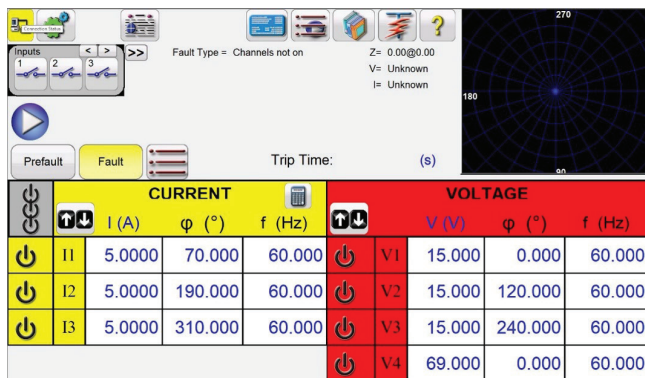 Connection Status
270
Inputs < > >>
1 2 3
Fault Type = Channels not on
Z= 0.00@0.00
V= Unknown
I= Unknown
180
Prefault Fault Trip Time: (s)
90
CURRENT VOLTAGE
I (A) φ (°) f (Hz) V (V) φ (°) f (Hz)
I1 5.0000 70.000 60.000 V1 15.000 0.000 60.000
I2 5.0000 190.000 60.000 V2 15.000 120.000 60.000
I3 5.0000 310.000 60.000 V3 15.000 240.000 60.000
V4 69.000 0.000 60.000